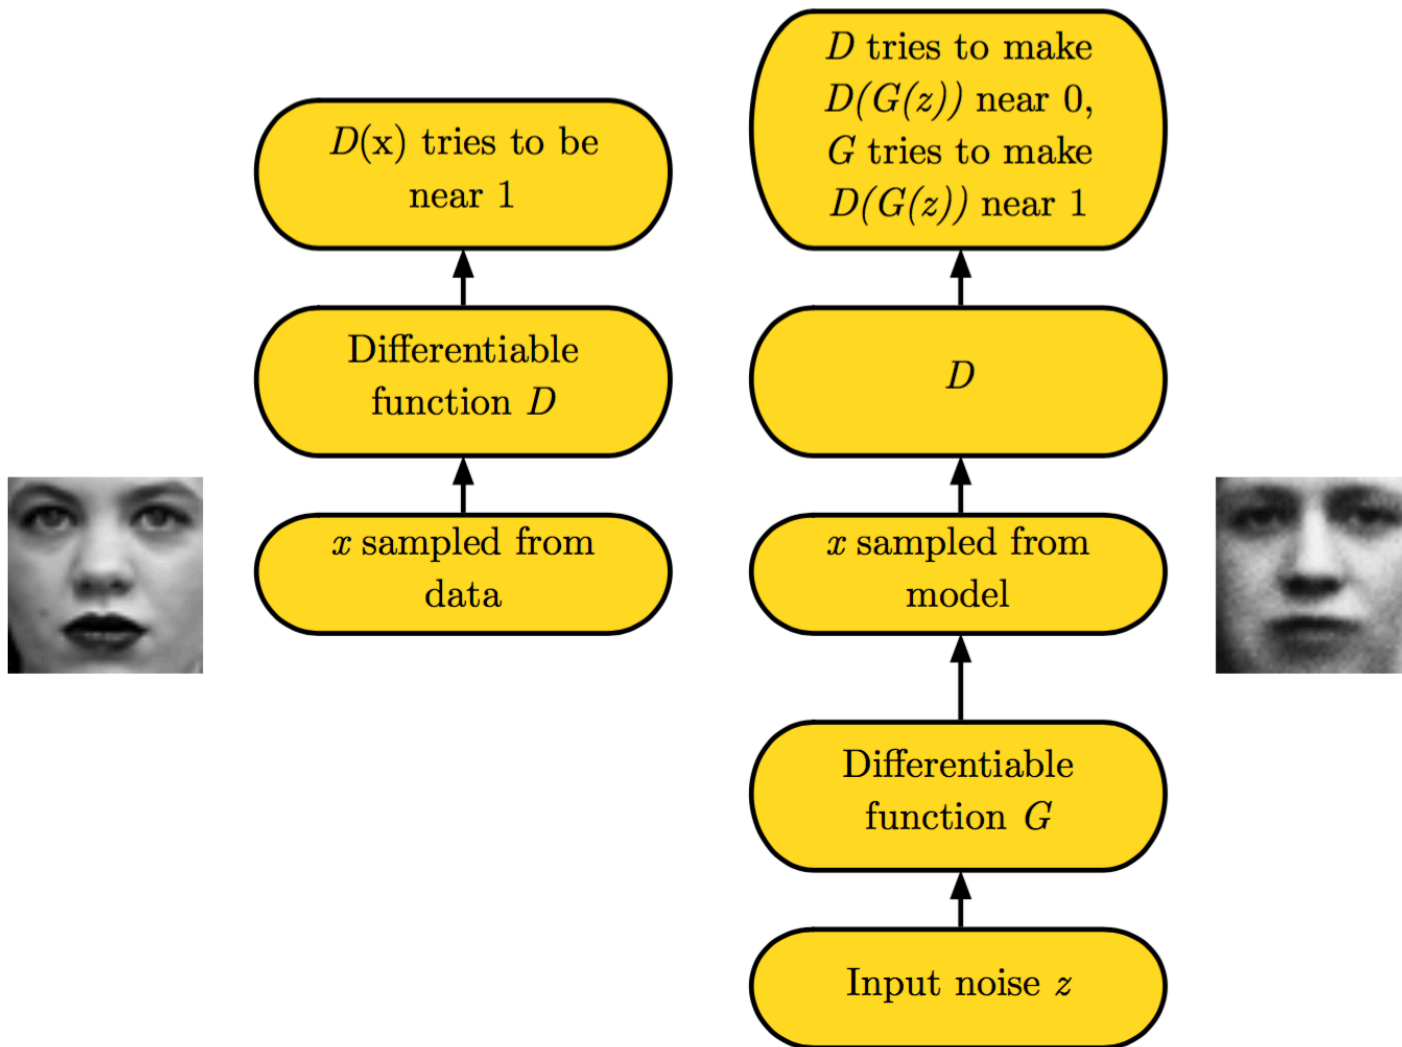 D(x) tries to be
near 1
Differentiable
function D
x sampled from
data
D tries to make
D(G(z)) near 0,
G tries to make
D(G(z)) near 1
D
x sampled from
model
Differentiable
function G
Input noise z